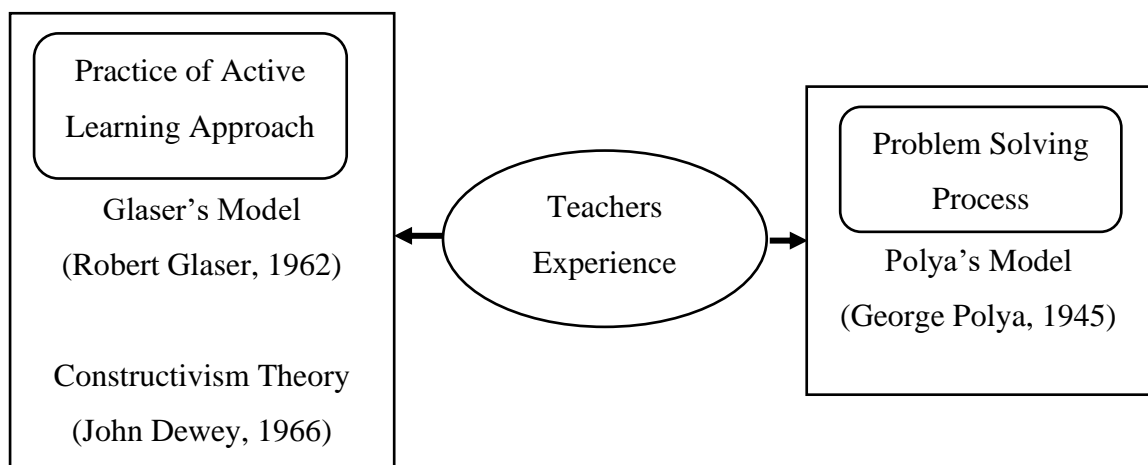 Practice of Active
Learning Approach
Glaser’s Model
(Robert Glaser, 1962)
Constructivism Theory
(John Dewey, 1966)
Teachers
Experience
Problem Solving
Process
Polya’s Model
(George Polya, 1945)